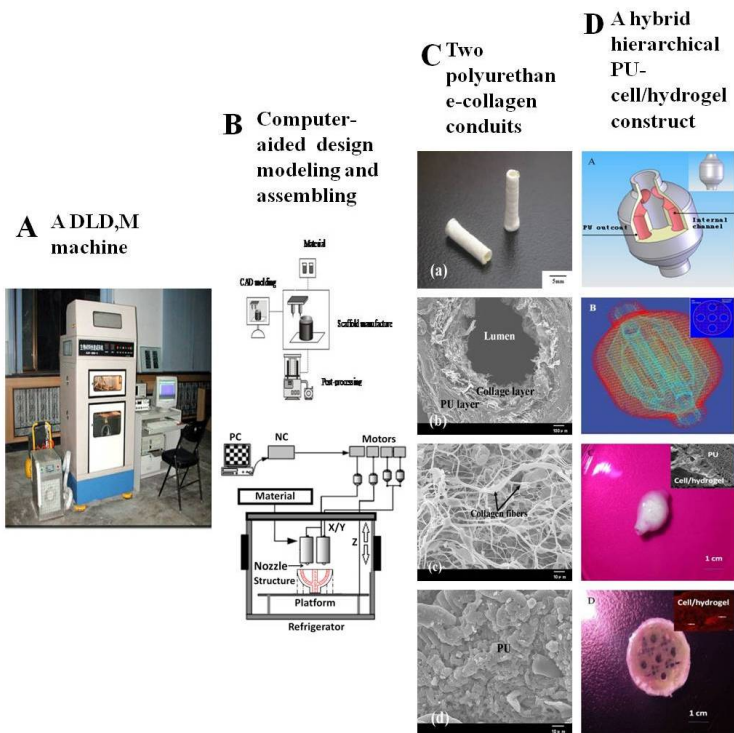 A A DLD,M
machine
B Computer-
aided design
modeling and
assembling
Material
CAD molding
Scaffold manufacture
Post-processing
PC
NC
Motors
Material
X/Y
Z
Nozzle
Structure
Platform
Refrigerator
C Two
polyurethan
e-collagen
conduits
(a)
5mm
Lumen
Collage layer
PU layer
(b)
Collagen fibers
(c)
PU
(d)
D A hybrid
hierarchical
PU-
cell/hydrogel
construct
A
PU outcoat
Internal
channel
B
C
PU
Cell/hydrogel
1 cm
D
Cell/hydrogel
1 cm